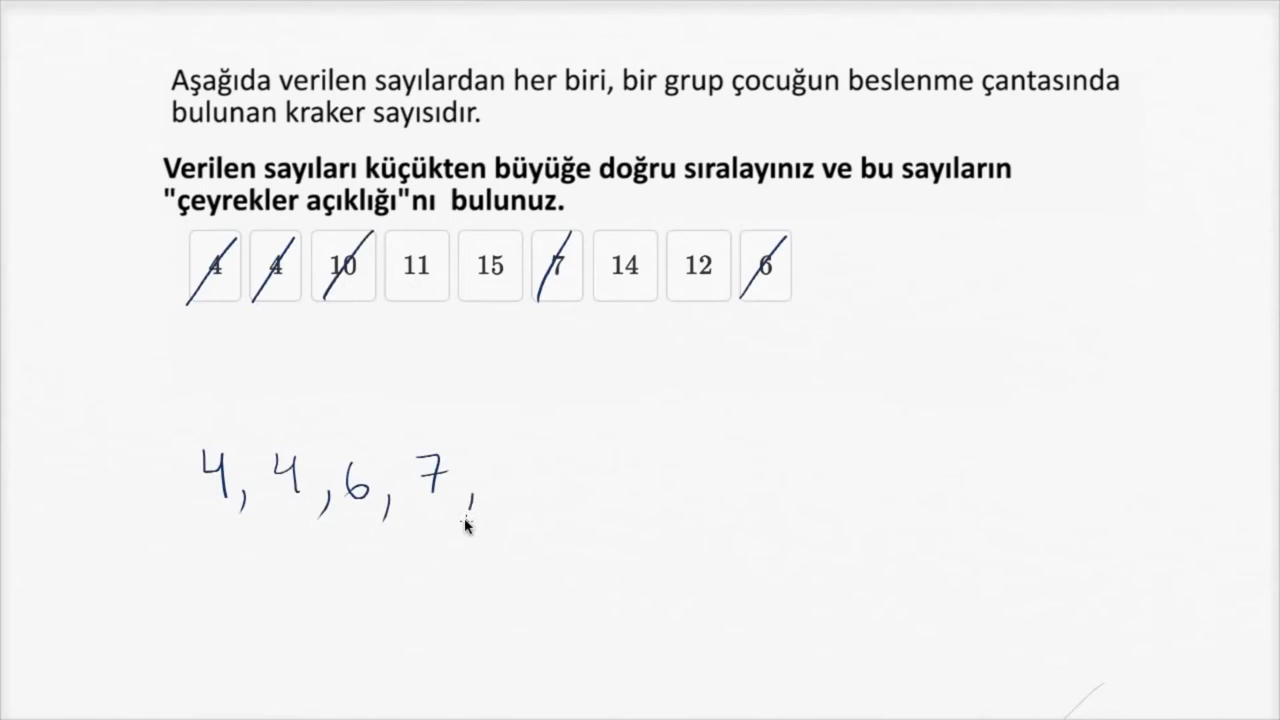 Aşağıda verilen sayılardan her biri, bir grup çocuğun beslenme çantasında
bulunan kraker sayısıdır.
Verilen sayıları küçükten büyüğe doğru sıralayınız ve bu sayıların
"çeyrekler açıklığı"nı bulunuz.
4 4 10 11 15 7 14 12 6
4, 4, 6, 7,